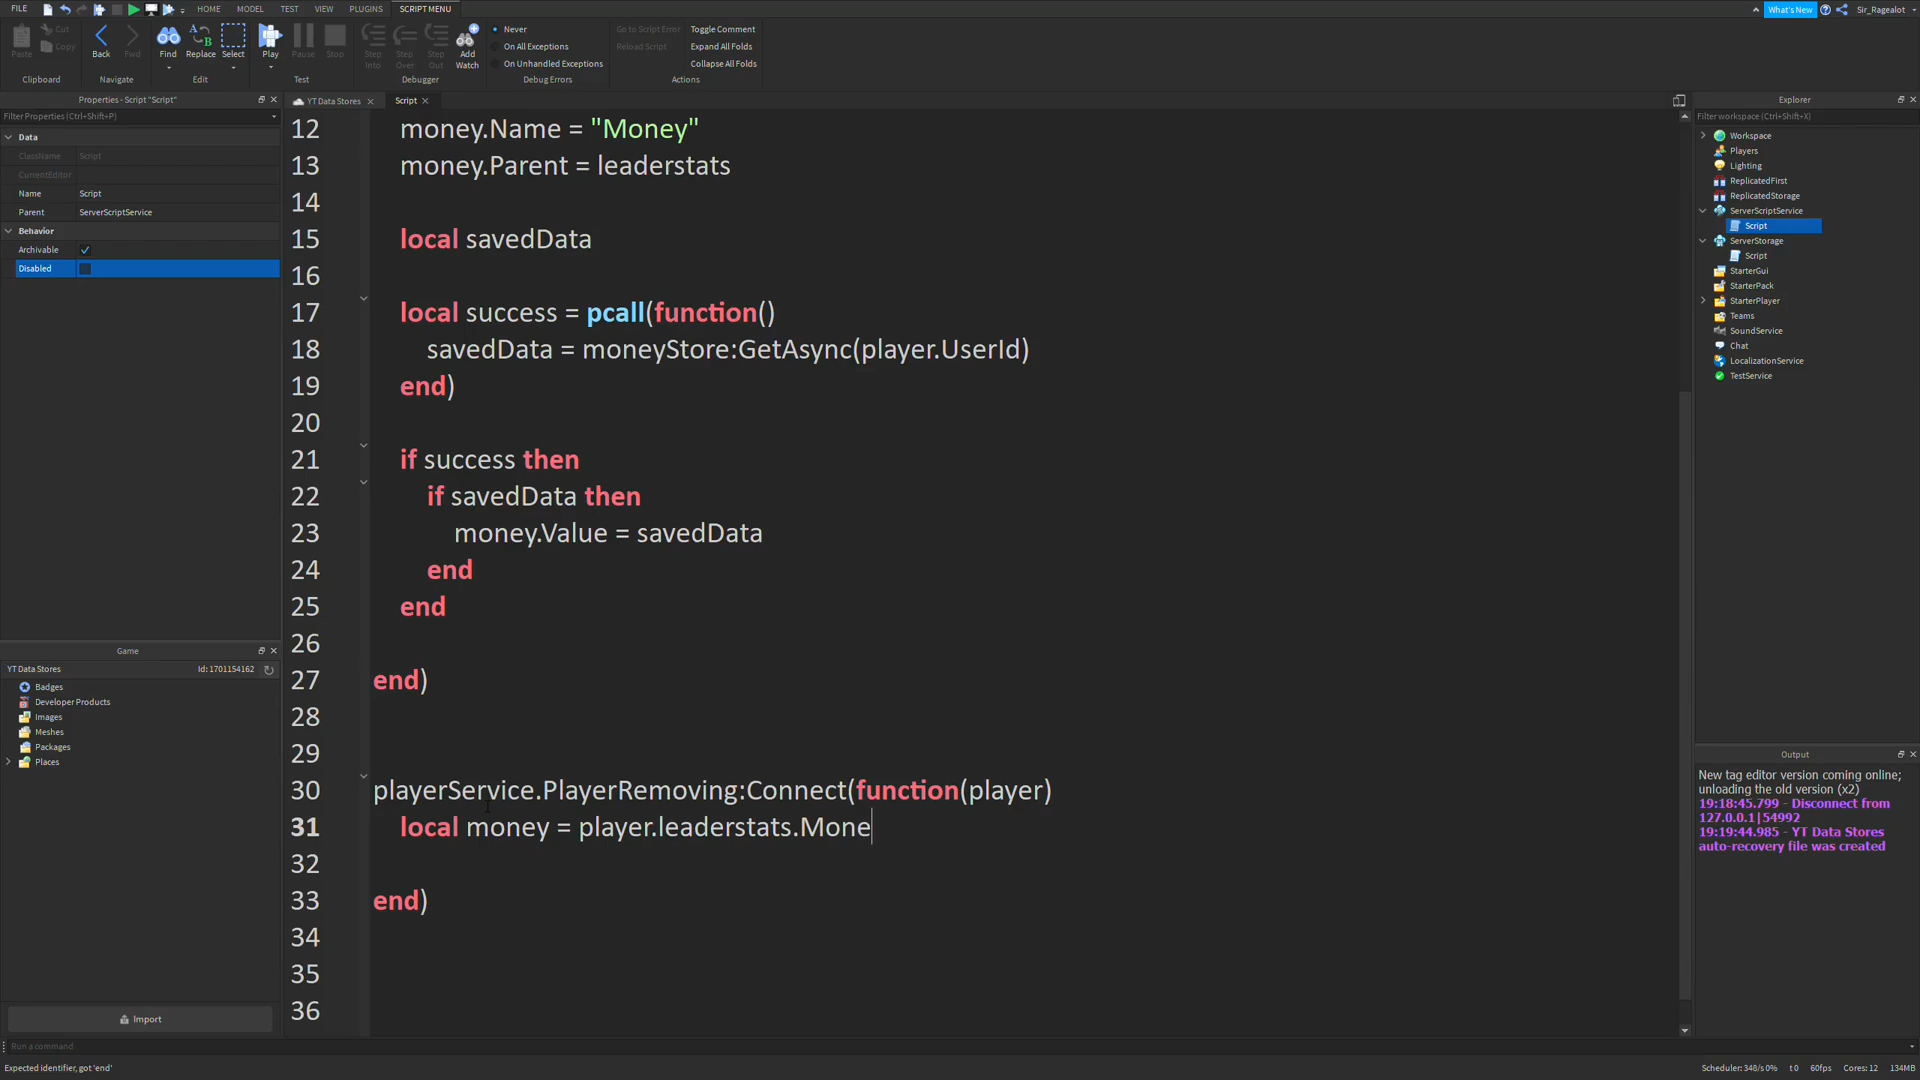 FILE HOME MODEL TEST VIEW PLUGINS SCRIPT MENU What's New Sir_Ragealot
Paste Cut Copy
Clipboard
Back Fwd
Navigate
Find Replace Select
Edit
Play Pause Stop
Test
Step Into Step Over Step Out Add Watch
Debugger
Never
On All Exceptions
On Unhandled Exceptions
Debug Errors
Go to Script Error Toggle Comment
Reload Script Expand All Folds
Collapse All Folds
Actions
Properties - Script "Script"
Filter Properties (Ctrl+Shift+P)
Data
ClassName Script
CurrentEditor
Name Script
Parent ServerScriptService
Behavior
Archivable
Disabled
Game
YT Data Stores Id: 1701154162
Badges
Developer Products
Images
Meshes
Packages
Places
Import
YT Data Stores Script
12 money.Name = "Money"
13 money.Parent = leaderstats
14
15 local savedData
16
17 local success = pcall(function()
18 savedData = moneyStore:GetAsync(player.UserId)
19 end)
20
21 if success then
22 if savedData then
23 money.Value = savedData
24 end
25 end
26
27 end)
28
29
30 playerService.PlayerRemoving:Connect(function(player)
31 local money = player.leaderstats.Mone
32
33 end)
34
35
36
Explorer
Filter workspace (Ctrl+Shift+X)
Workspace
Players
Lighting
ReplicatedFirst
ReplicatedStorage
ServerScriptService
Script
ServerStorage
Script
StarterGui
StarterPack
StarterPlayer
Teams
SoundService
Chat
LocalizationService
TestService
Output
New tag editor version coming online;
unloading the old version (x2)
19:18:45.799 - Disconnect from
127.0.0.1|54992
19:19:44.985 - YT Data Stores
auto-recovery file was created
Run a command
Expected identifier, got 'end'
Scheduler: 348/s 0% t 0 60fps Cores: 12 134MB